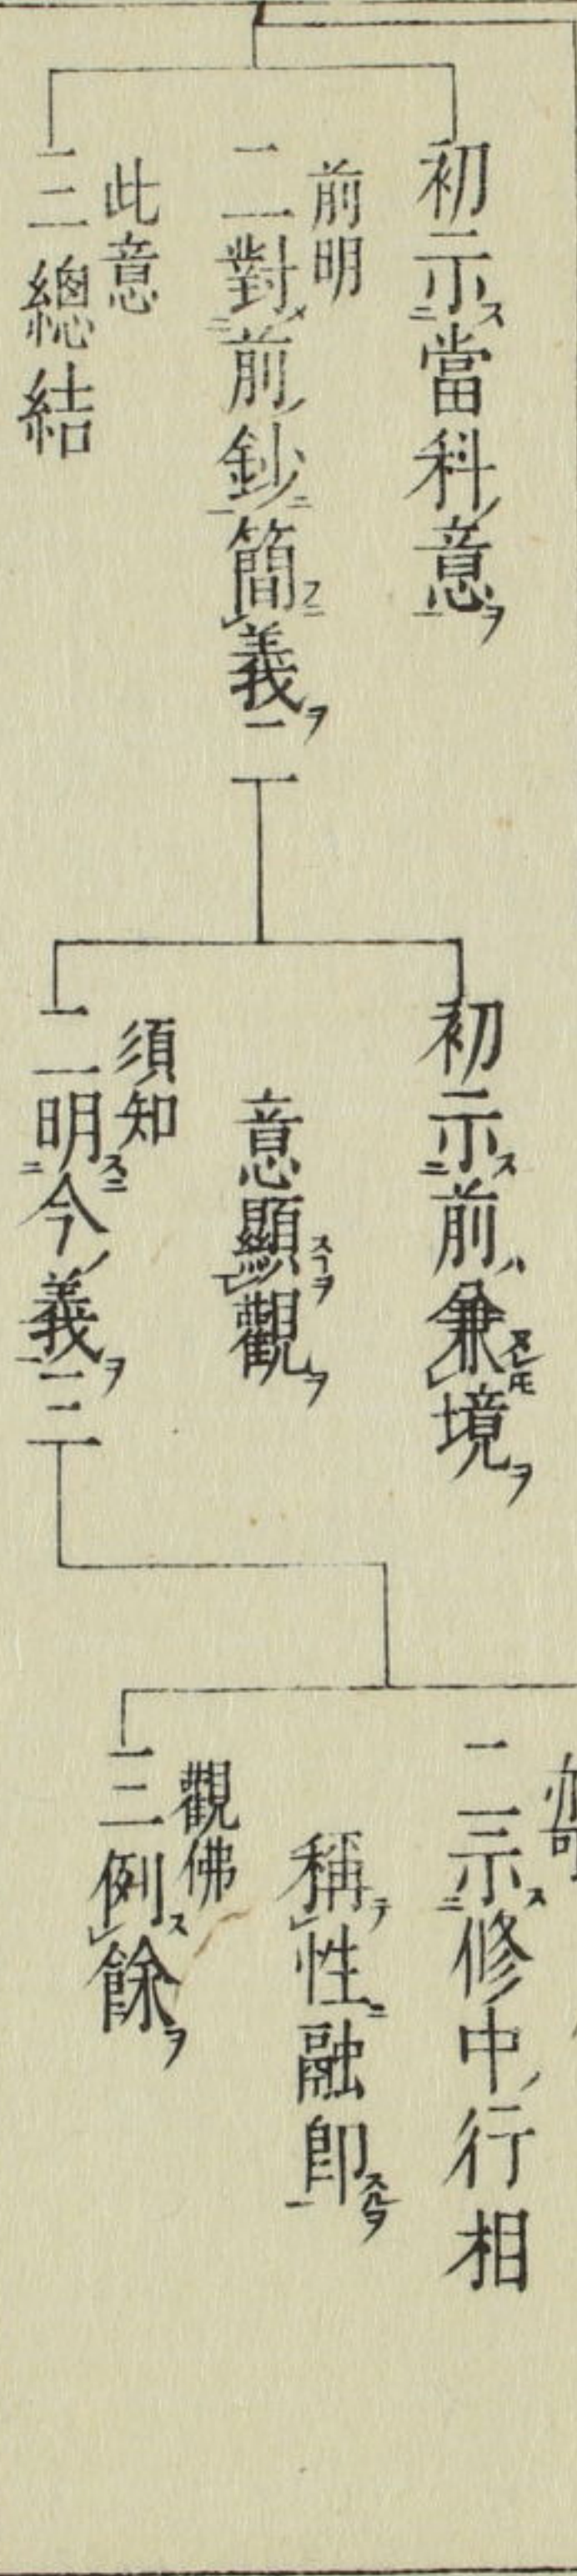 初示當科意
前明
二對前鈔簡義二
此意
三總結
初示前兼境
意顯觀
須知
二明今義三
二示修中行相
稱性融即
觀佛
三例餘